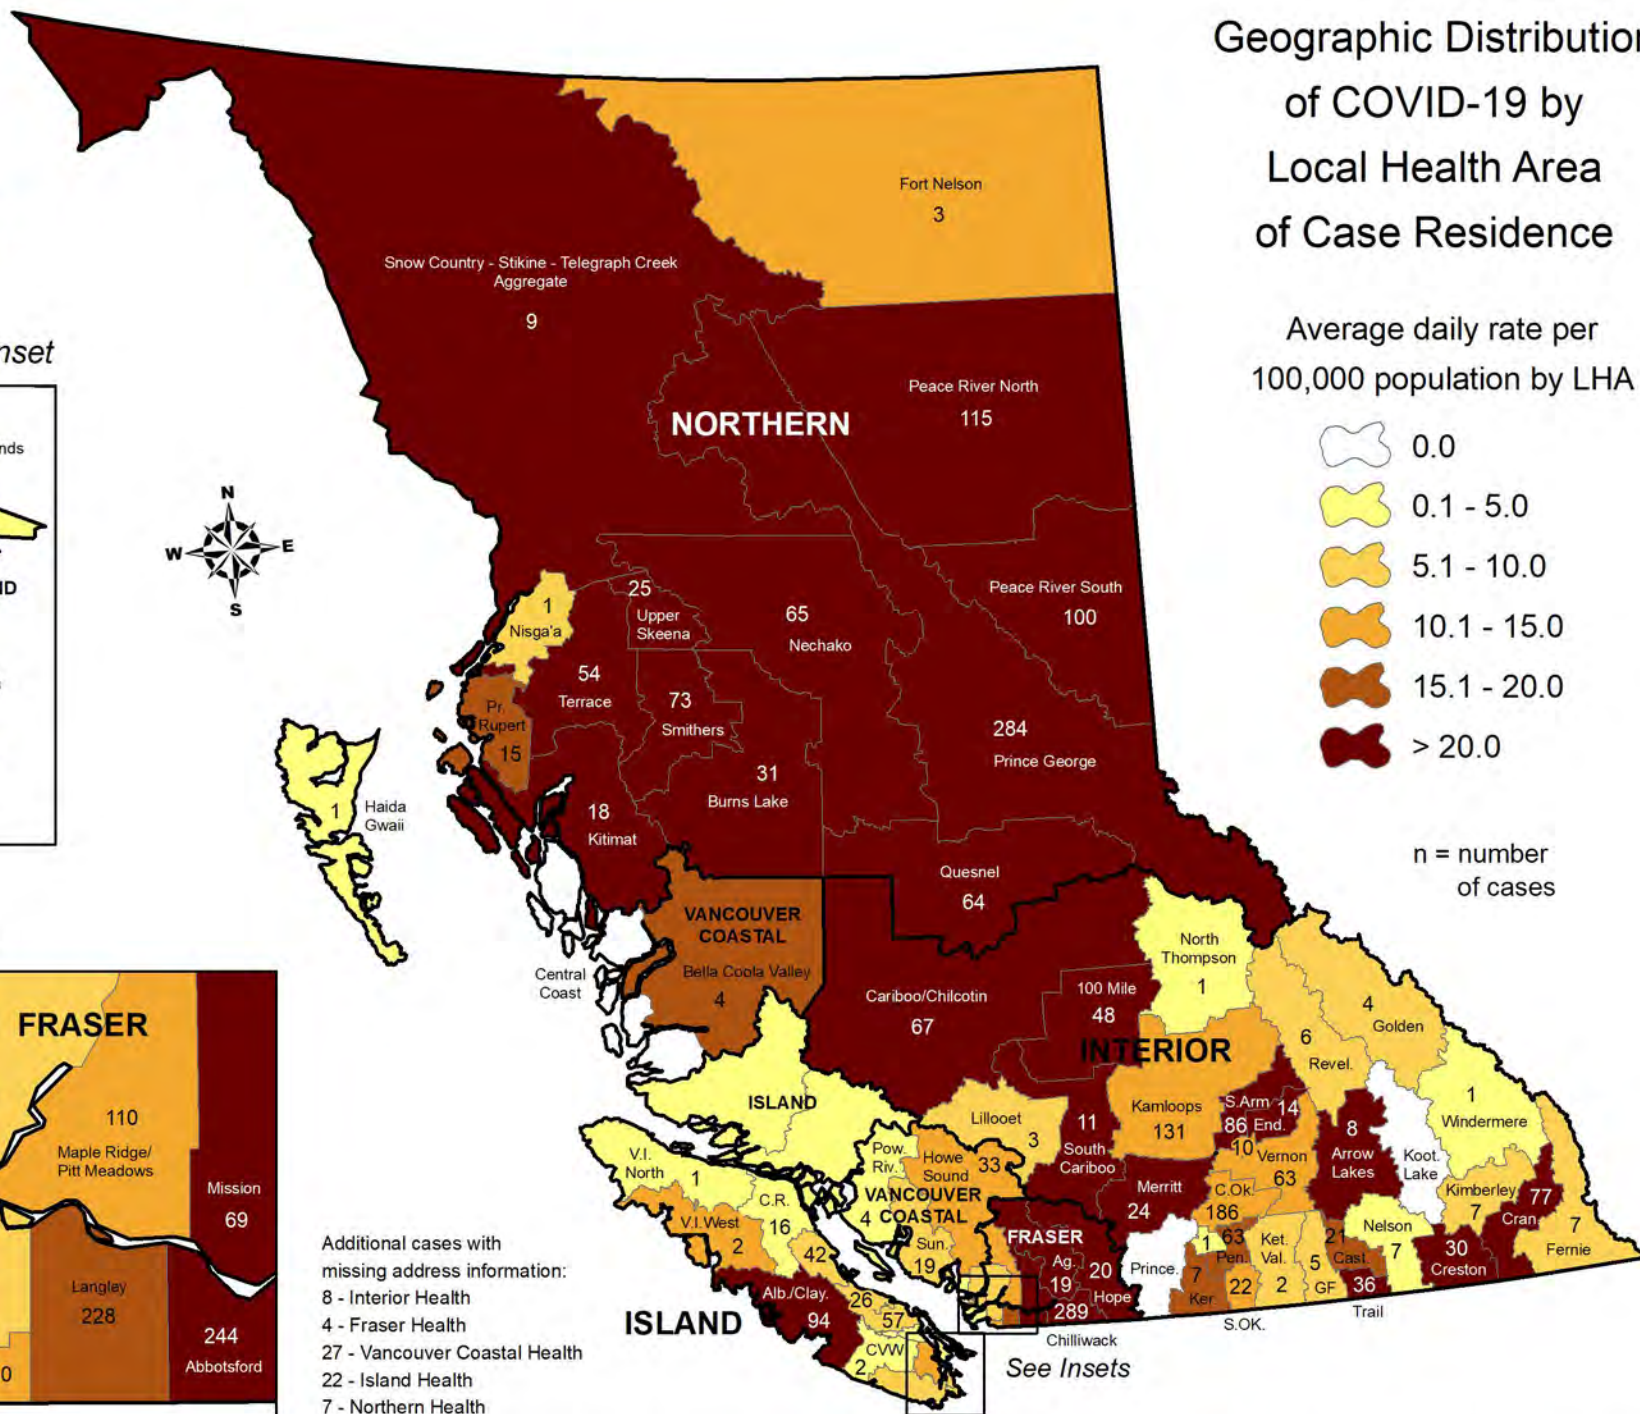 Geographic Distribution
of COVID-19 by
Local Health Area
of Case Residence
Average daily rate per
100,000 population by LHA
0.0
0.1 - 5.0
5.1 - 10.0
10.1 - 15.0
15.1 - 20.0
> 20.0
n = number
of cases
Fort Nelson
3
Snow Country - Stikine - Telegraph Creek
Aggregate
9
Peace River North
115
NORTHERN
N
W
E
S
Peace River South
100
25
Upper
Skeena
65
Nechako
1
Nisga'a
54
Terrace
73
Smithers
Pr.
Rupert
15
284
Prince George
31
Burns Lake
1
Haida
Gwaii
18
Kitimat
Quesnel
64
VANCOUVER
COASTAL
Bella Coola Valley
4
Central
Coast
Cariboo/Chilcotin
67
100 Mile
48
North
Thompson
1
INTERIOR
4
Golden
6
Revel.
1
Windermere
ISLAND
Lillooet
3
11
South
Cariboo
Kamloops
131
S.Arm
86
14
End.
10
Vernon
63
8
Arrow
Lakes
Koot.
Lake
Kimberley
7
77
Cran.
7
Fernie
V.I.
North
1
C.R.
16
V.I.West
2
42
Pow.
Riv.
4
Howe
Sound
33
VANCOUVER
COASTAL
Sun.
19
Merritt
24
C.Ok.
186
FRASER
Ag.
19
20
Hope
289
Chilliwack
Prince.
1
63
Pen.
7
Ker.
22
S.OK.
Ket.
Val.
2
5
GF
21
Cast.
36
Trail
Nelson
7
30
Creston
Alb./Clay.
94
26
57
CVW
2
ISLAND
See Insets
Additional cases with
missing address information:
8 - Interior Health
4 - Fraser Health
27 - Vancouver Coastal Health
22 - Island Health
7 - Northern Health
nset
nds
ID
FRASER
110
Maple Ridge/
Pitt Meadows
Mission
69
Langley
228
244
Abbotsford
0